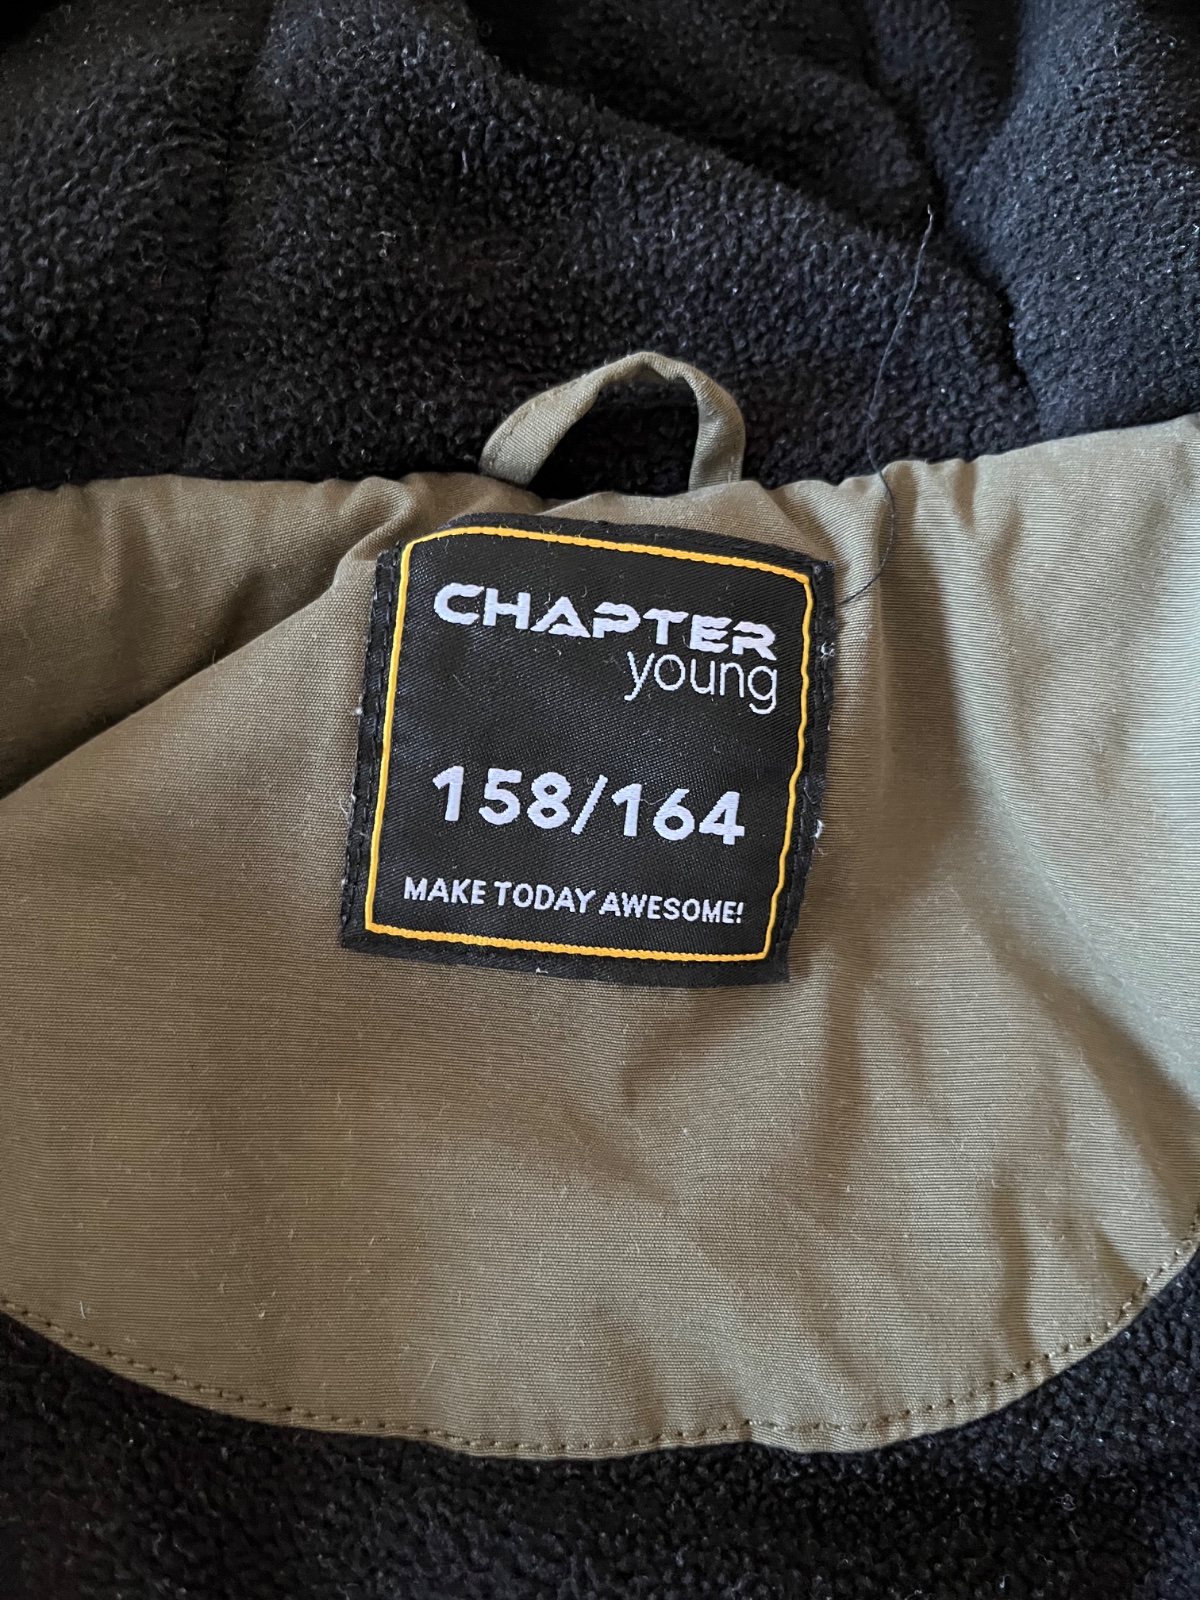 CHAPTER
young
158/164
MAKE TODAY AWESOME!